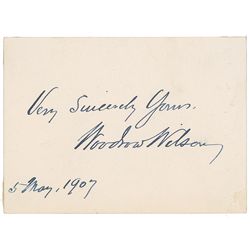 Very Sincerely Yours.
Woodrow Wilson
5 May, 1907